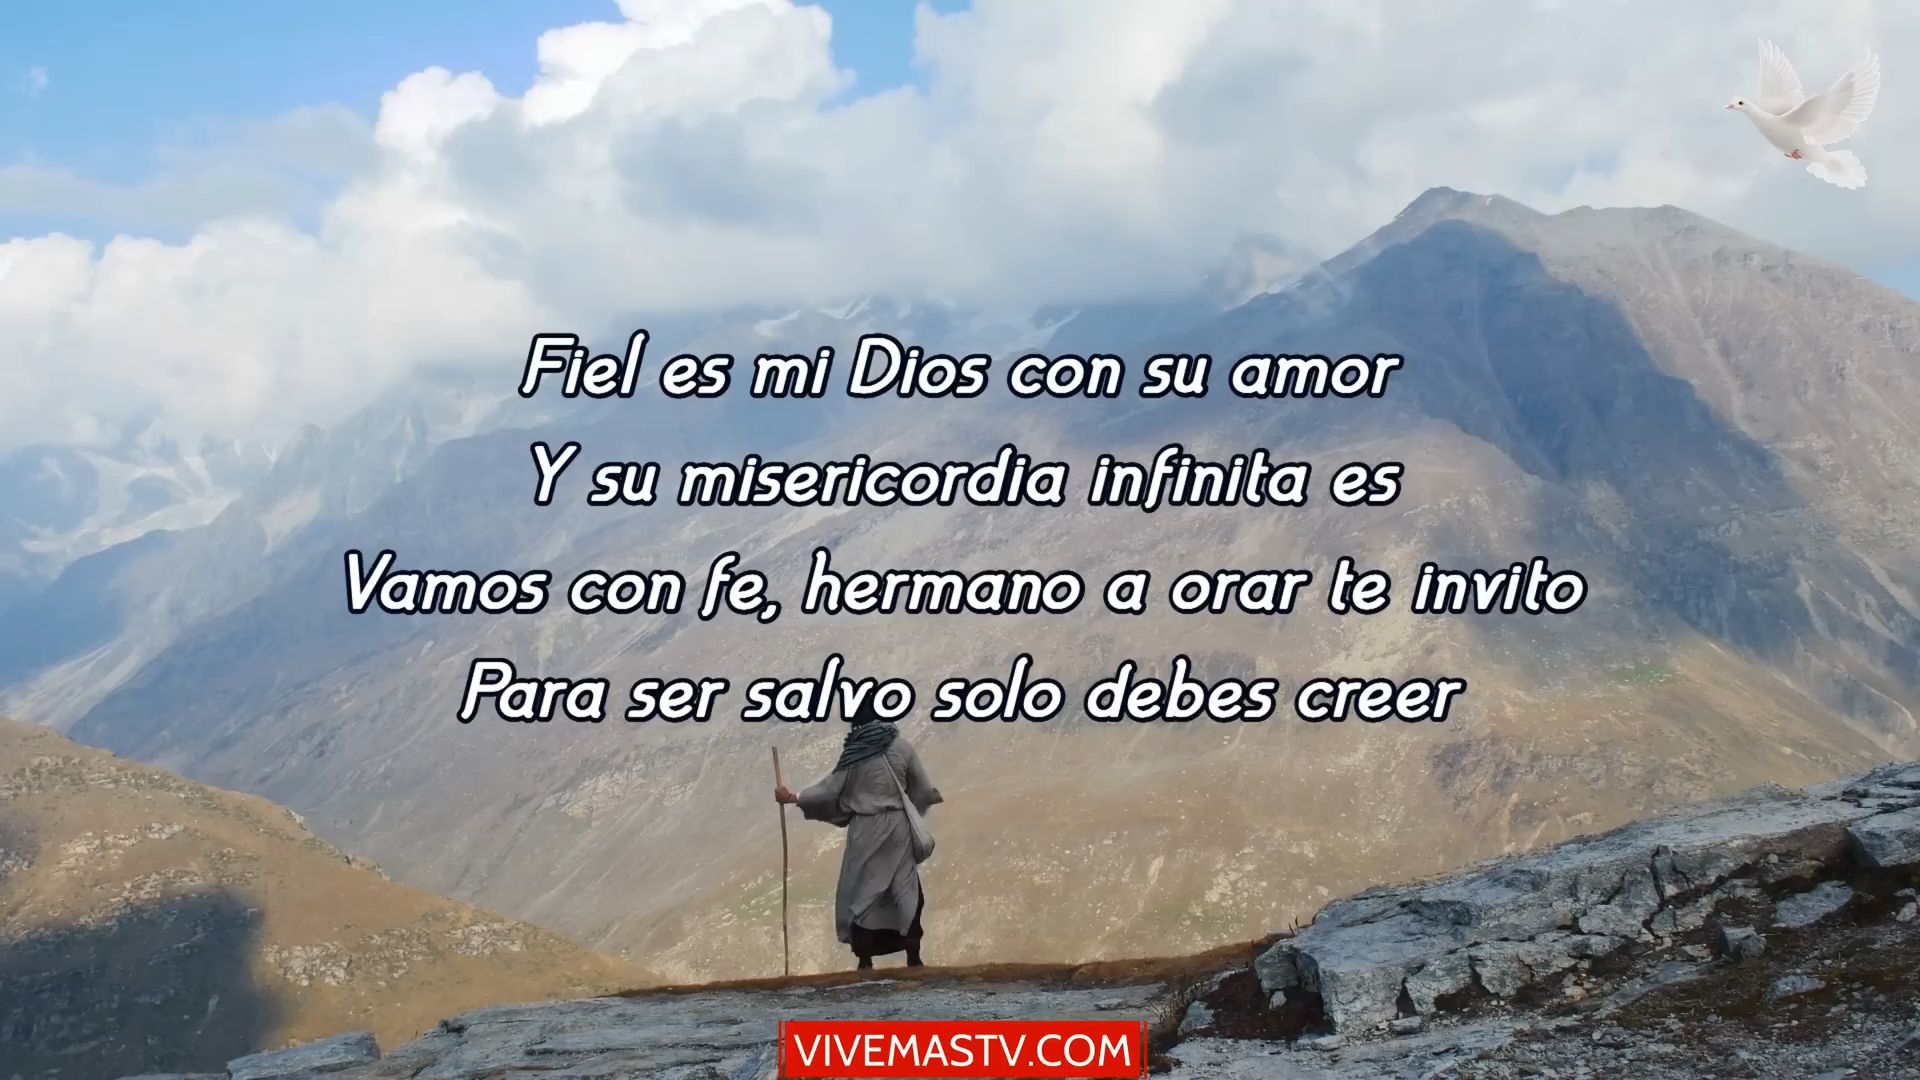 Fiel es mi Dios con su amor
Y su misericordia infinita es
Vamos con fe, hermano a orar te invito
Para ser salvo solo debes creer
VIVEMASTV.COM